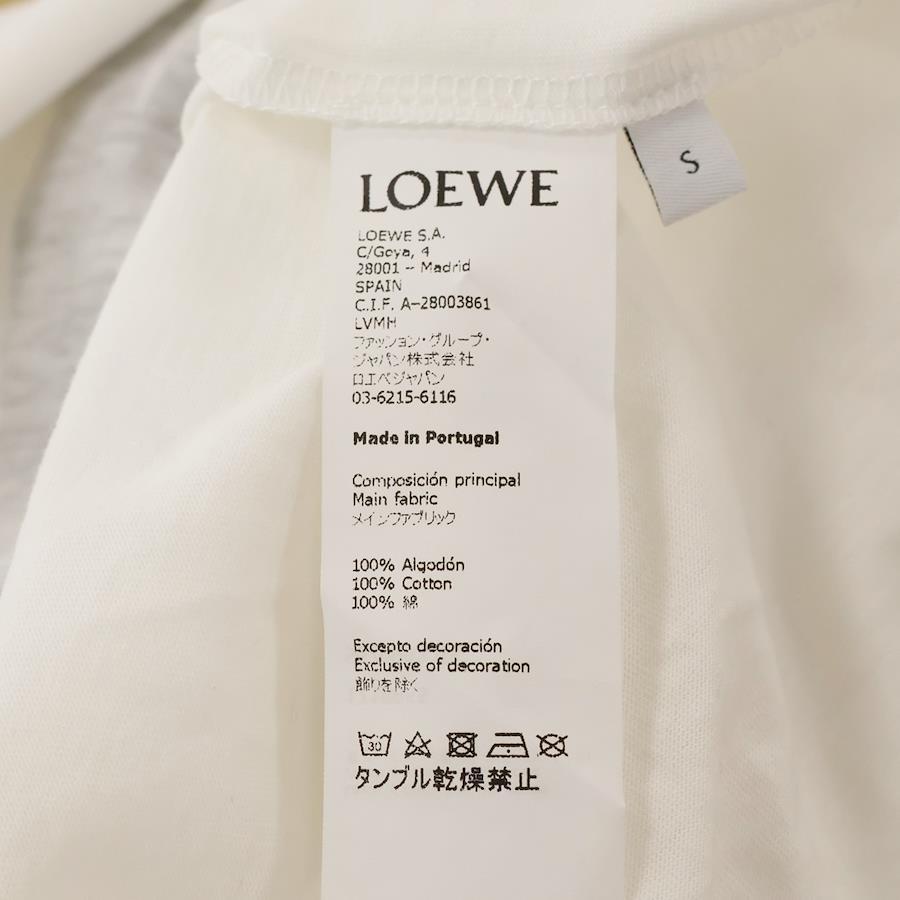 LOEWE
S
LOEWE S.A.
C/Goya, 4
28001 – Madrid
SPAIN
C.I.F. A-28003861
LVMH
ファッション・グループ・
ジャパン株式会社
ロエベジャパン
03-6215-6116
Made in Portugal
Composición principal
Main fabric
メインファブリック
100% Algodón
100% Cotton
100% 綿
Excepto decoración
Exclusive of decoration
飾りを除く
30
タンブル乾燥禁止